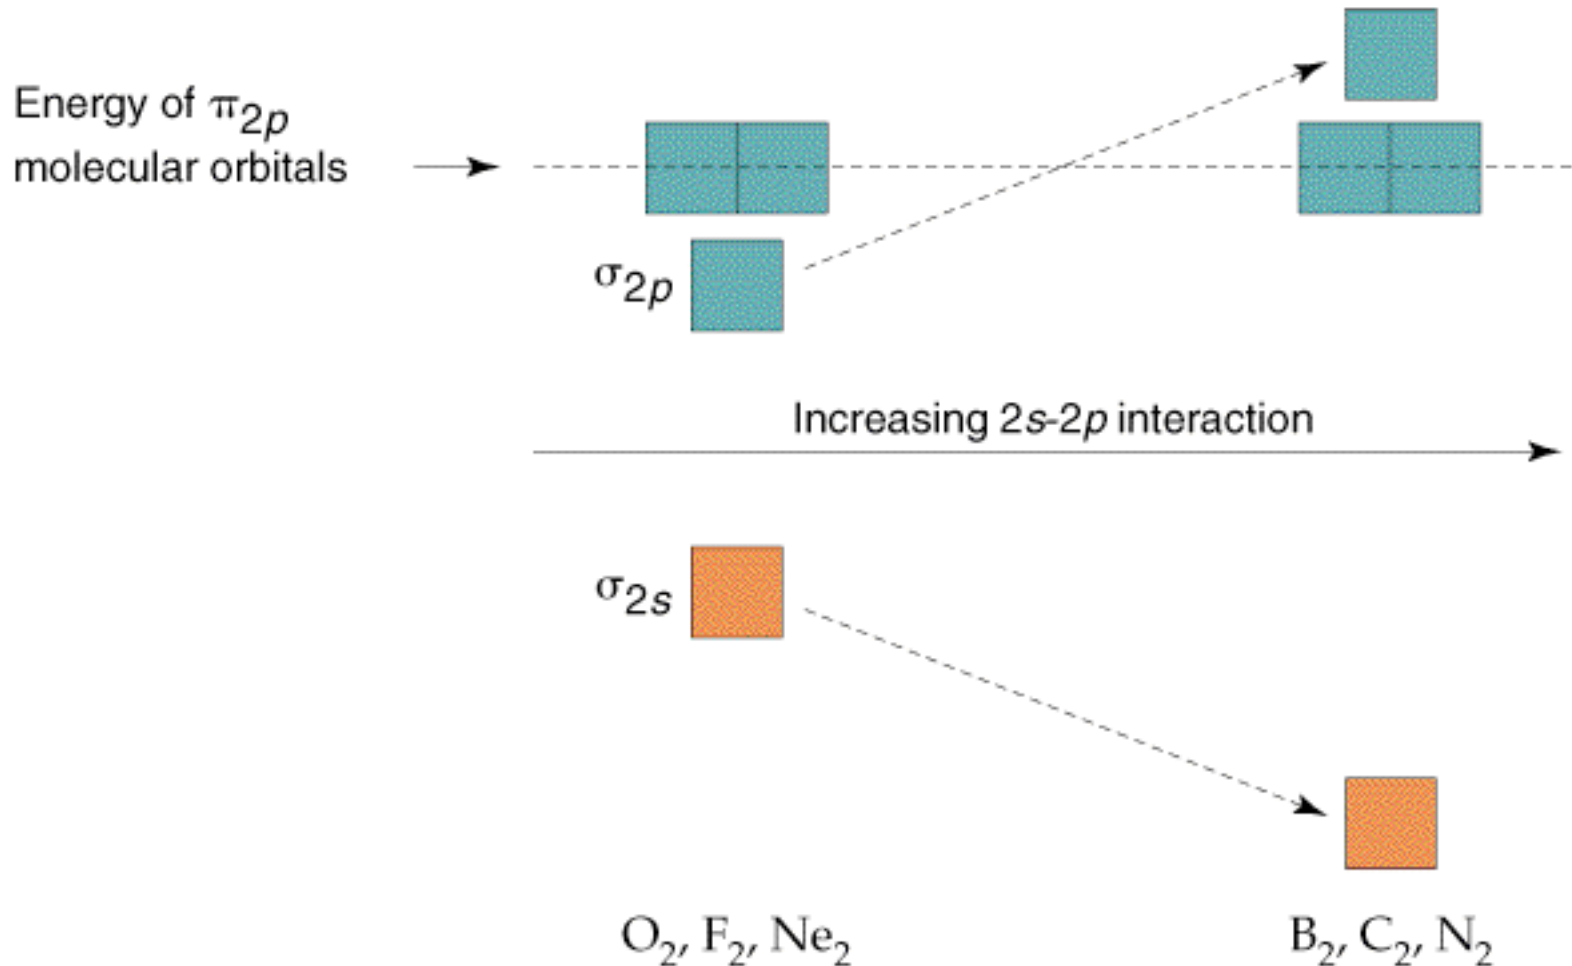 Energy of π2p
molecular orbitals
σ2p
Increasing 2s-2p interaction
σ2s
O2, F2, Ne2
B2, C2, N2